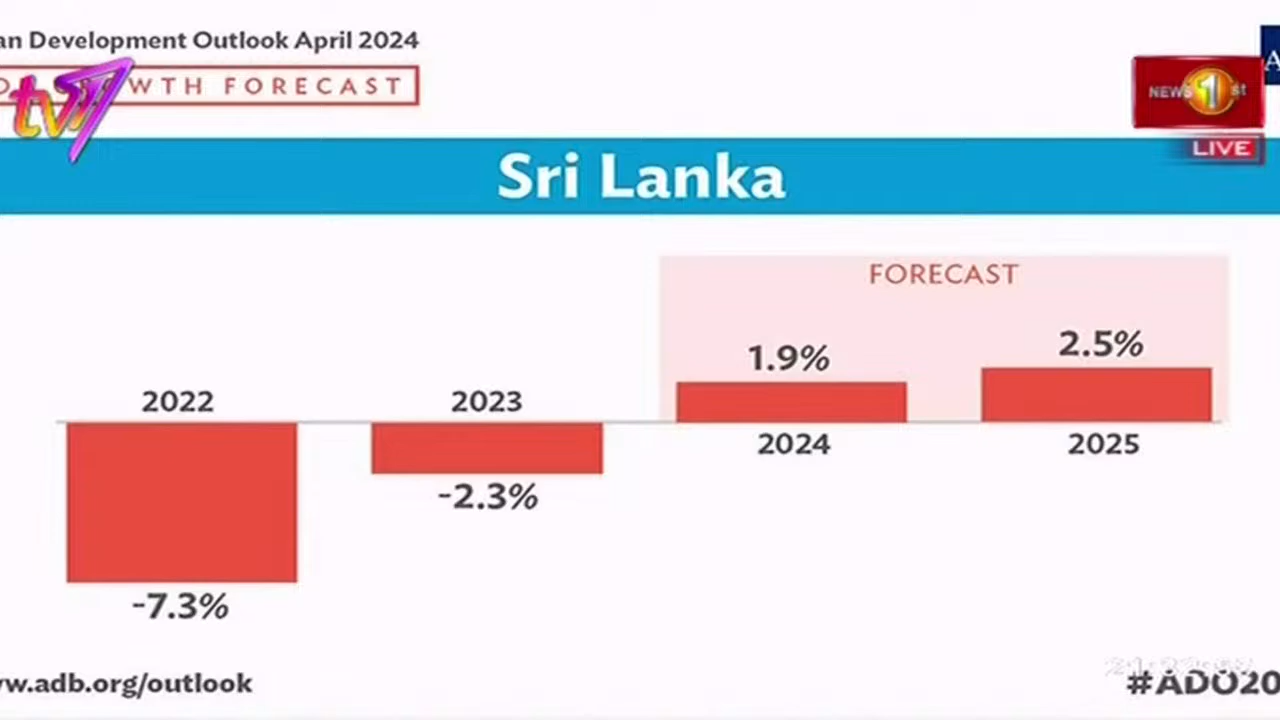 an Development Outlook April 2024
WTH FORECAST
tv1
NEWS 1st
LIVE
Sri Lanka
FORECAST
1.9%
2.5%
2022
2023
2024
2025
-2.3%
-7.3%
w.adb.org/outlook
#ADO20